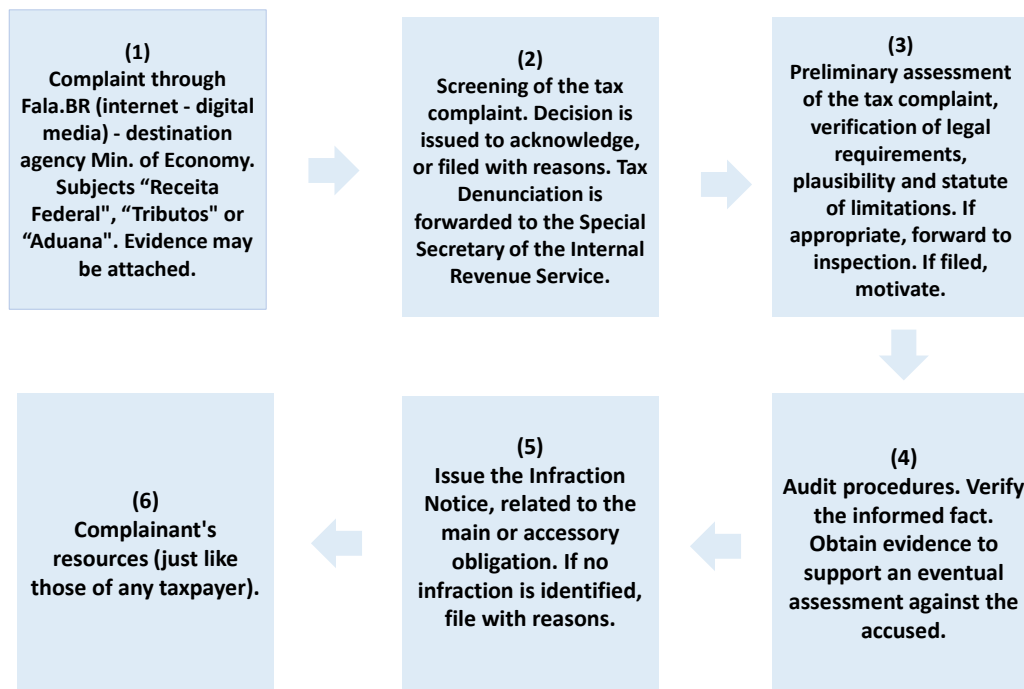 (1)
Complaint through
Fala.BR (internet - digital
media) - destination
agency Min. of Economy.
Subjects “Receita
Federal", “Tributos" or
“Aduana". Evidence may
be attached.
(2)
Screening of the tax
complaint. Decision is
issued to acknowledge,
or filed with reasons. Tax
Denunciation is
forwarded to the Special
Secretary of the Internal
Revenue Service.
(3)
Preliminary assessment
of the tax complaint,
verification of legal
requirements,
plausibility and statute
of limitations. If
appropriate, forward to
inspection. If filed,
motivate.
(4)
Audit procedures. Verify
the informed fact.
Obtain evidence to
support an eventual
assessment against the
accused.
(5)
Issue the Infraction
Notice, related to the
main or accessory
obligation. If no
infraction is identified,
file with reasons.
(6)
Complainant's
resources (just like
those of any taxpayer).